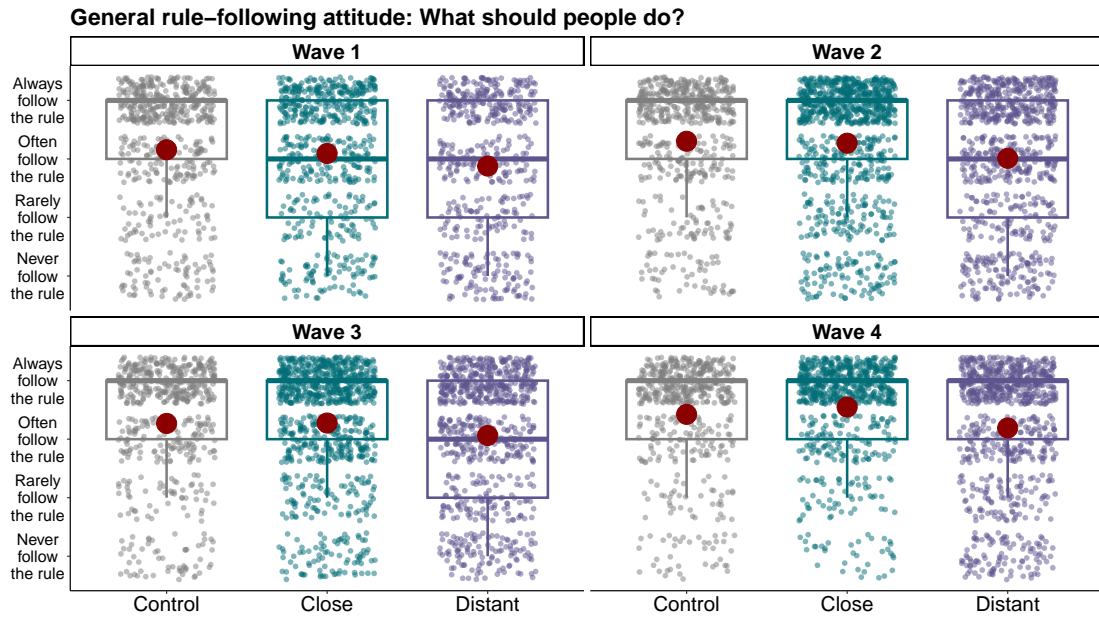 General rule−following attitude: What should people do?
Wave 1
Wave 2
Always
follow
the rule
Often
follow
the rule
Rarely
follow
the rule
Never
follow
the rule
Wave 3
Wave 4
Always
follow
the rule
Often
follow
the rule
Rarely
follow
the rule
Never
follow
the rule
Control
Close
Distant
Control
Close
Distant